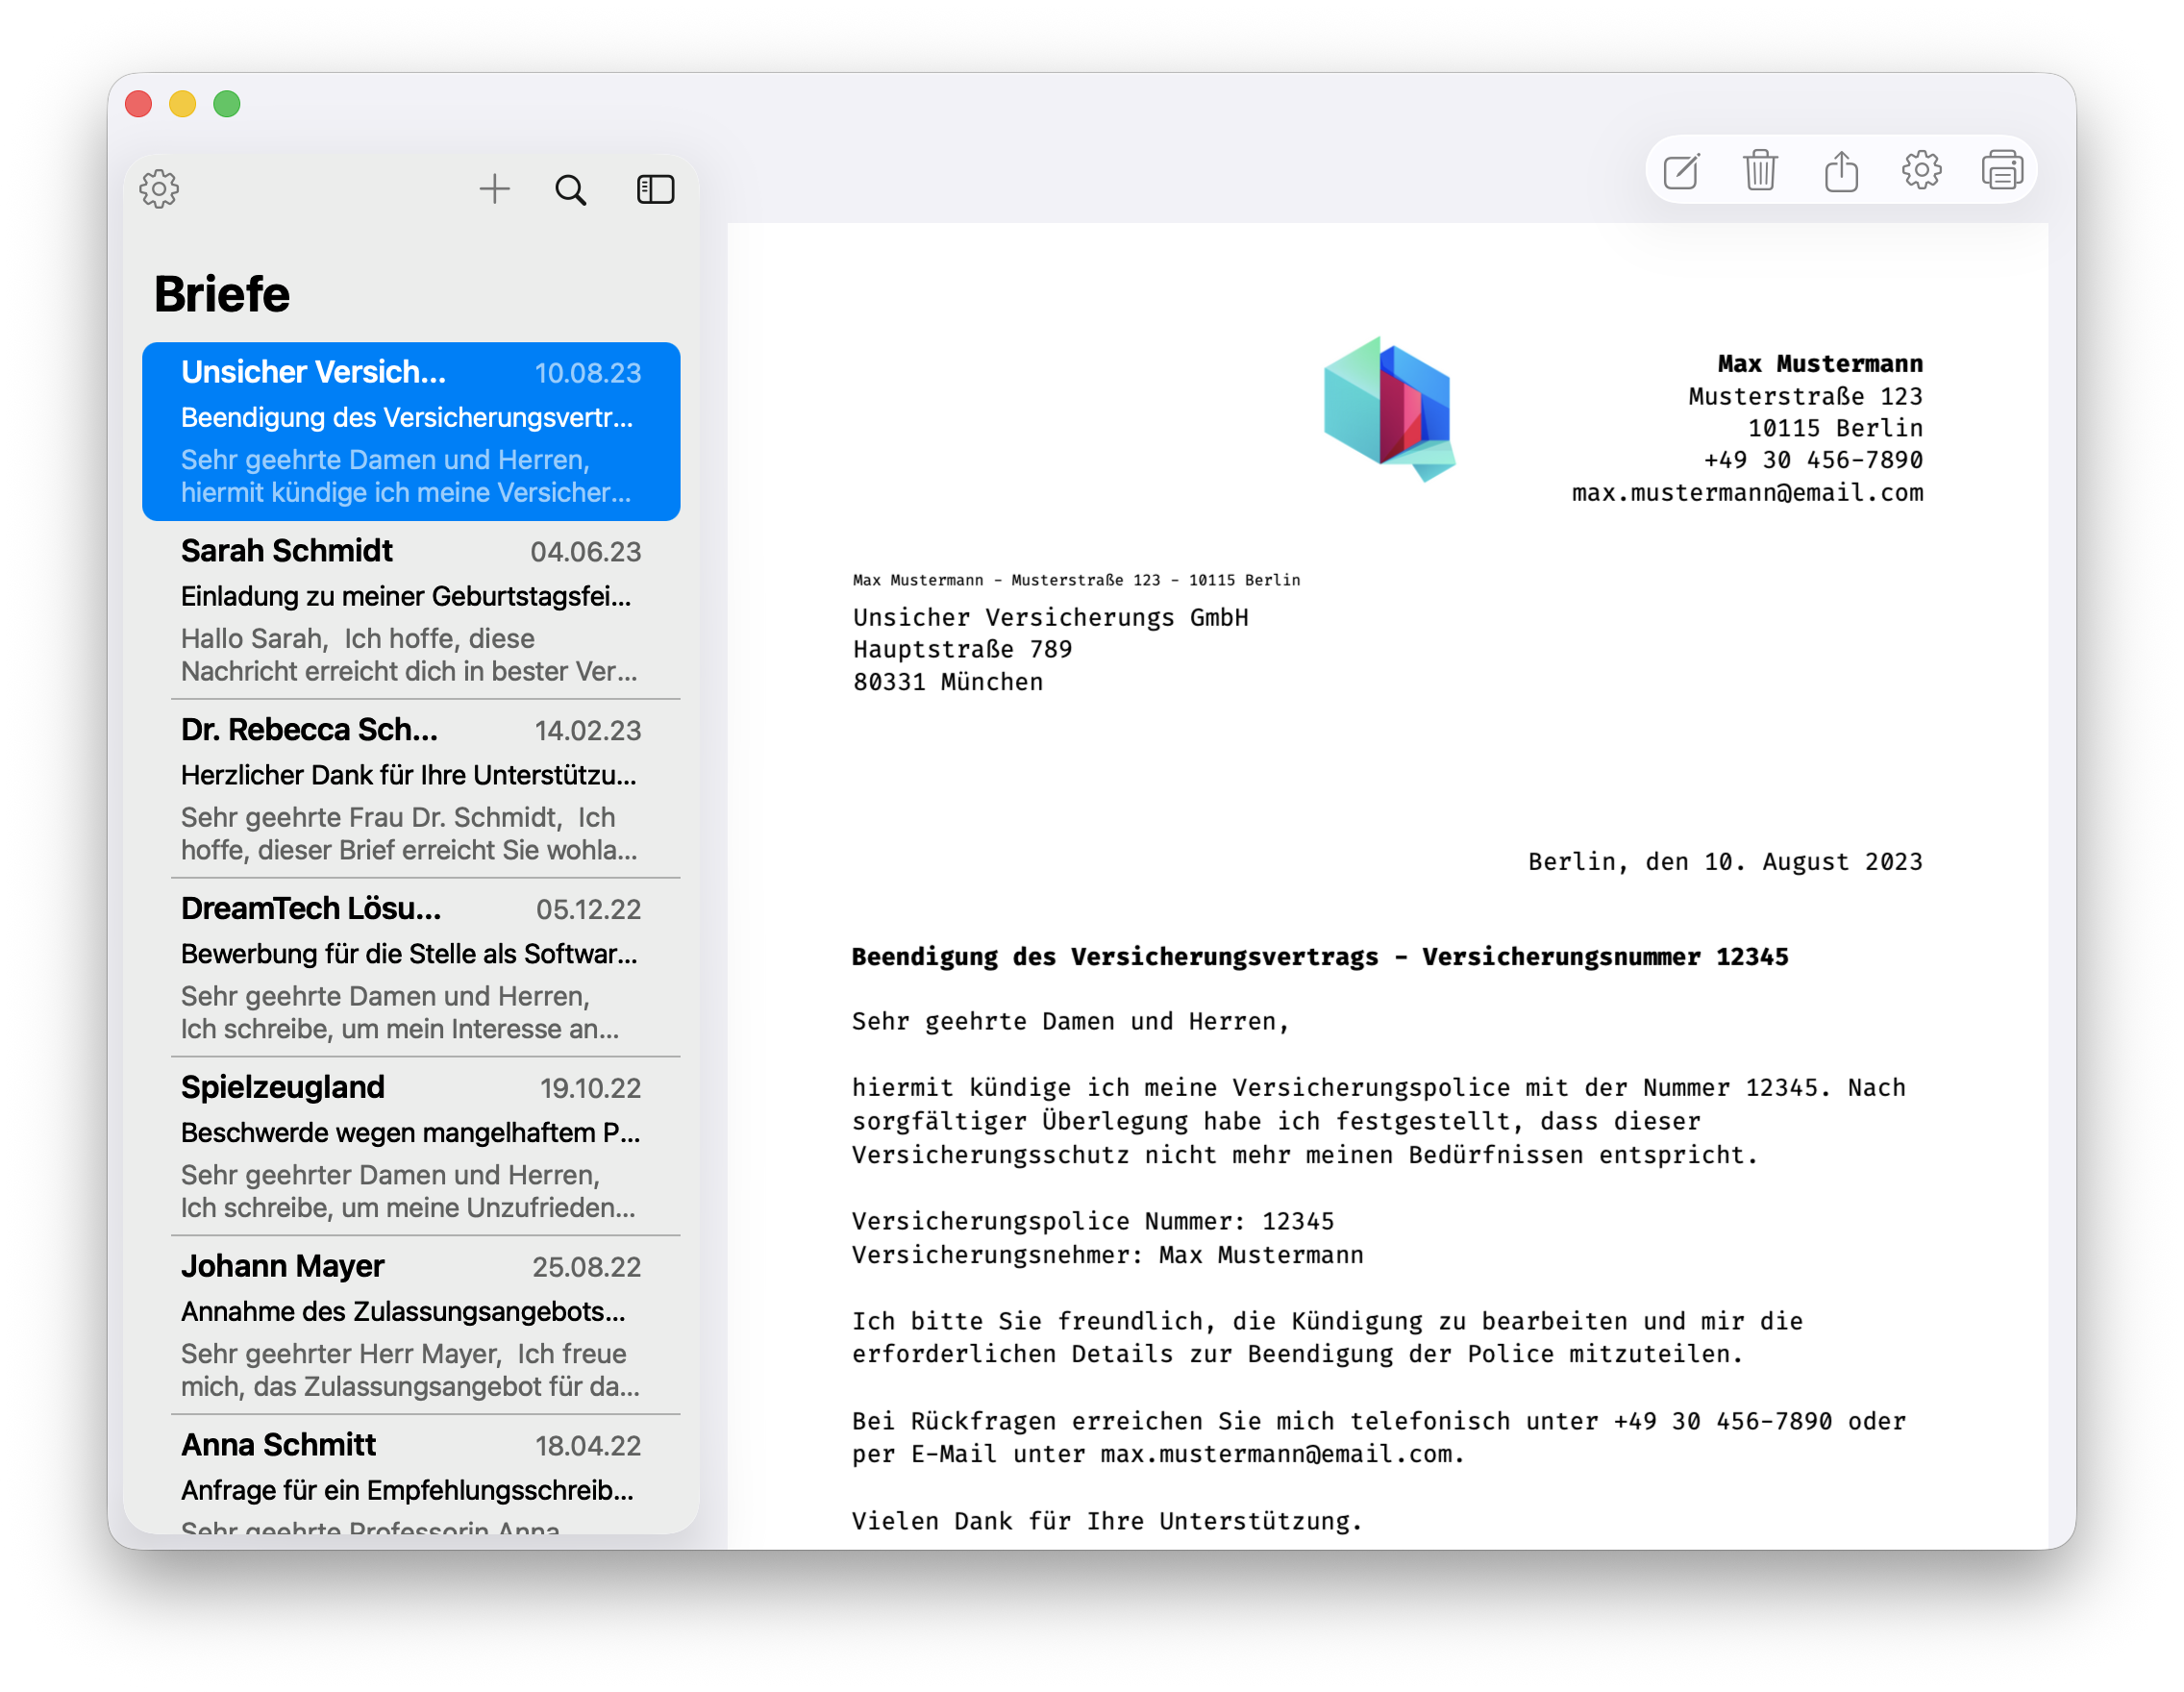 Briefe
Unsicher Versich...
10.08.23
Beendigung des Versicherungsvertr...
Sehr geehrte Damen und Herren,
hiermit kündige ich meine Versicher...
Sarah Schmidt
04.06.23
Einladung zu meiner Geburtstagsfei...
Hallo Sarah,  Ich hoffe, diese
Nachricht erreicht dich in bester Ver...
Dr. Rebecca Sch...
14.02.23
Herzlicher Dank für Ihre Unterstützu...
Sehr geehrte Frau Dr. Schmidt,  Ich
hoffe, dieser Brief erreicht Sie wohla...
DreamTech Lösu...
05.12.22
Bewerbung für die Stelle als Softwar...
Sehr geehrte Damen und Herren,
Ich schreibe, um mein Interesse an...
Spielzeugland
19.10.22
Beschwerde wegen mangelhaftem P...
Sehr geehrter Damen und Herren,
Ich schreibe, um meine Unzufrieden...
Johann Mayer
25.08.22
Annahme des Zulassungsangebots...
Sehr geehrter Herr Mayer,  Ich freue
mich, das Zulassungsangebot für da...
Anna Schmitt
18.04.22
Anfrage für ein Empfehlungsschreib...
Sehr geehrte Professorin Anna
Max Mustermann
Musterstraße 123
10115 Berlin
+49 30 456-7890
max.mustermann@email.com
Max Mustermann - Musterstraße 123 - 10115 Berlin
Unsicher Versicherungs GmbH
Hauptstraße 789
80331 München
Berlin, den 10. August 2023
Beendigung des Versicherungsvertrags - Versicherungsnummer 12345
Sehr geehrte Damen und Herren,
hiermit kündige ich meine Versicherungspolice mit der Nummer 12345. Nach
sorgfältiger Überlegung habe ich festgestellt, dass dieser
Versicherungsschutz nicht mehr meinen Bedürfnissen entspricht.
Versicherungspolice Nummer: 12345
Versicherungsnehmer: Max Mustermann
Ich bitte Sie freundlich, die Kündigung zu bearbeiten und mir die
erforderlichen Details zur Beendigung der Police mitzuteilen.
Bei Rückfragen erreichen Sie mich telefonisch unter +49 30 456-7890 oder
per E-Mail unter max.mustermann@email.com.
Vielen Dank für Ihre Unterstützung.